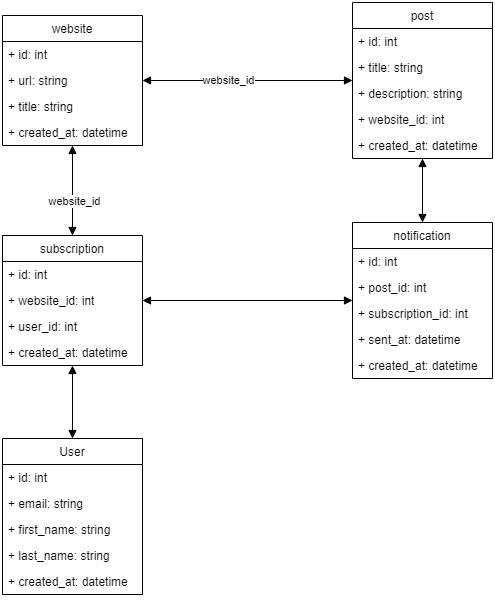 website
+ id: int
+ url: string
+ title: string
+ created_at: datetime
website_id
post
+ id: int
+ title: string
+ description: string
+ website_id: int
+ created_at: datetime
website_id
subscription
+ id: int
+ website_id: int
+ user_id: int
+ created_at: datetime
notification
+ id: int
+ post_id: int
+ subscription_id: int
+ sent_at: datetime
+ created_at: datetime
User
+ id: int
+ email: string
+ first_name: string
+ last_name: string
+ created_at: datetime